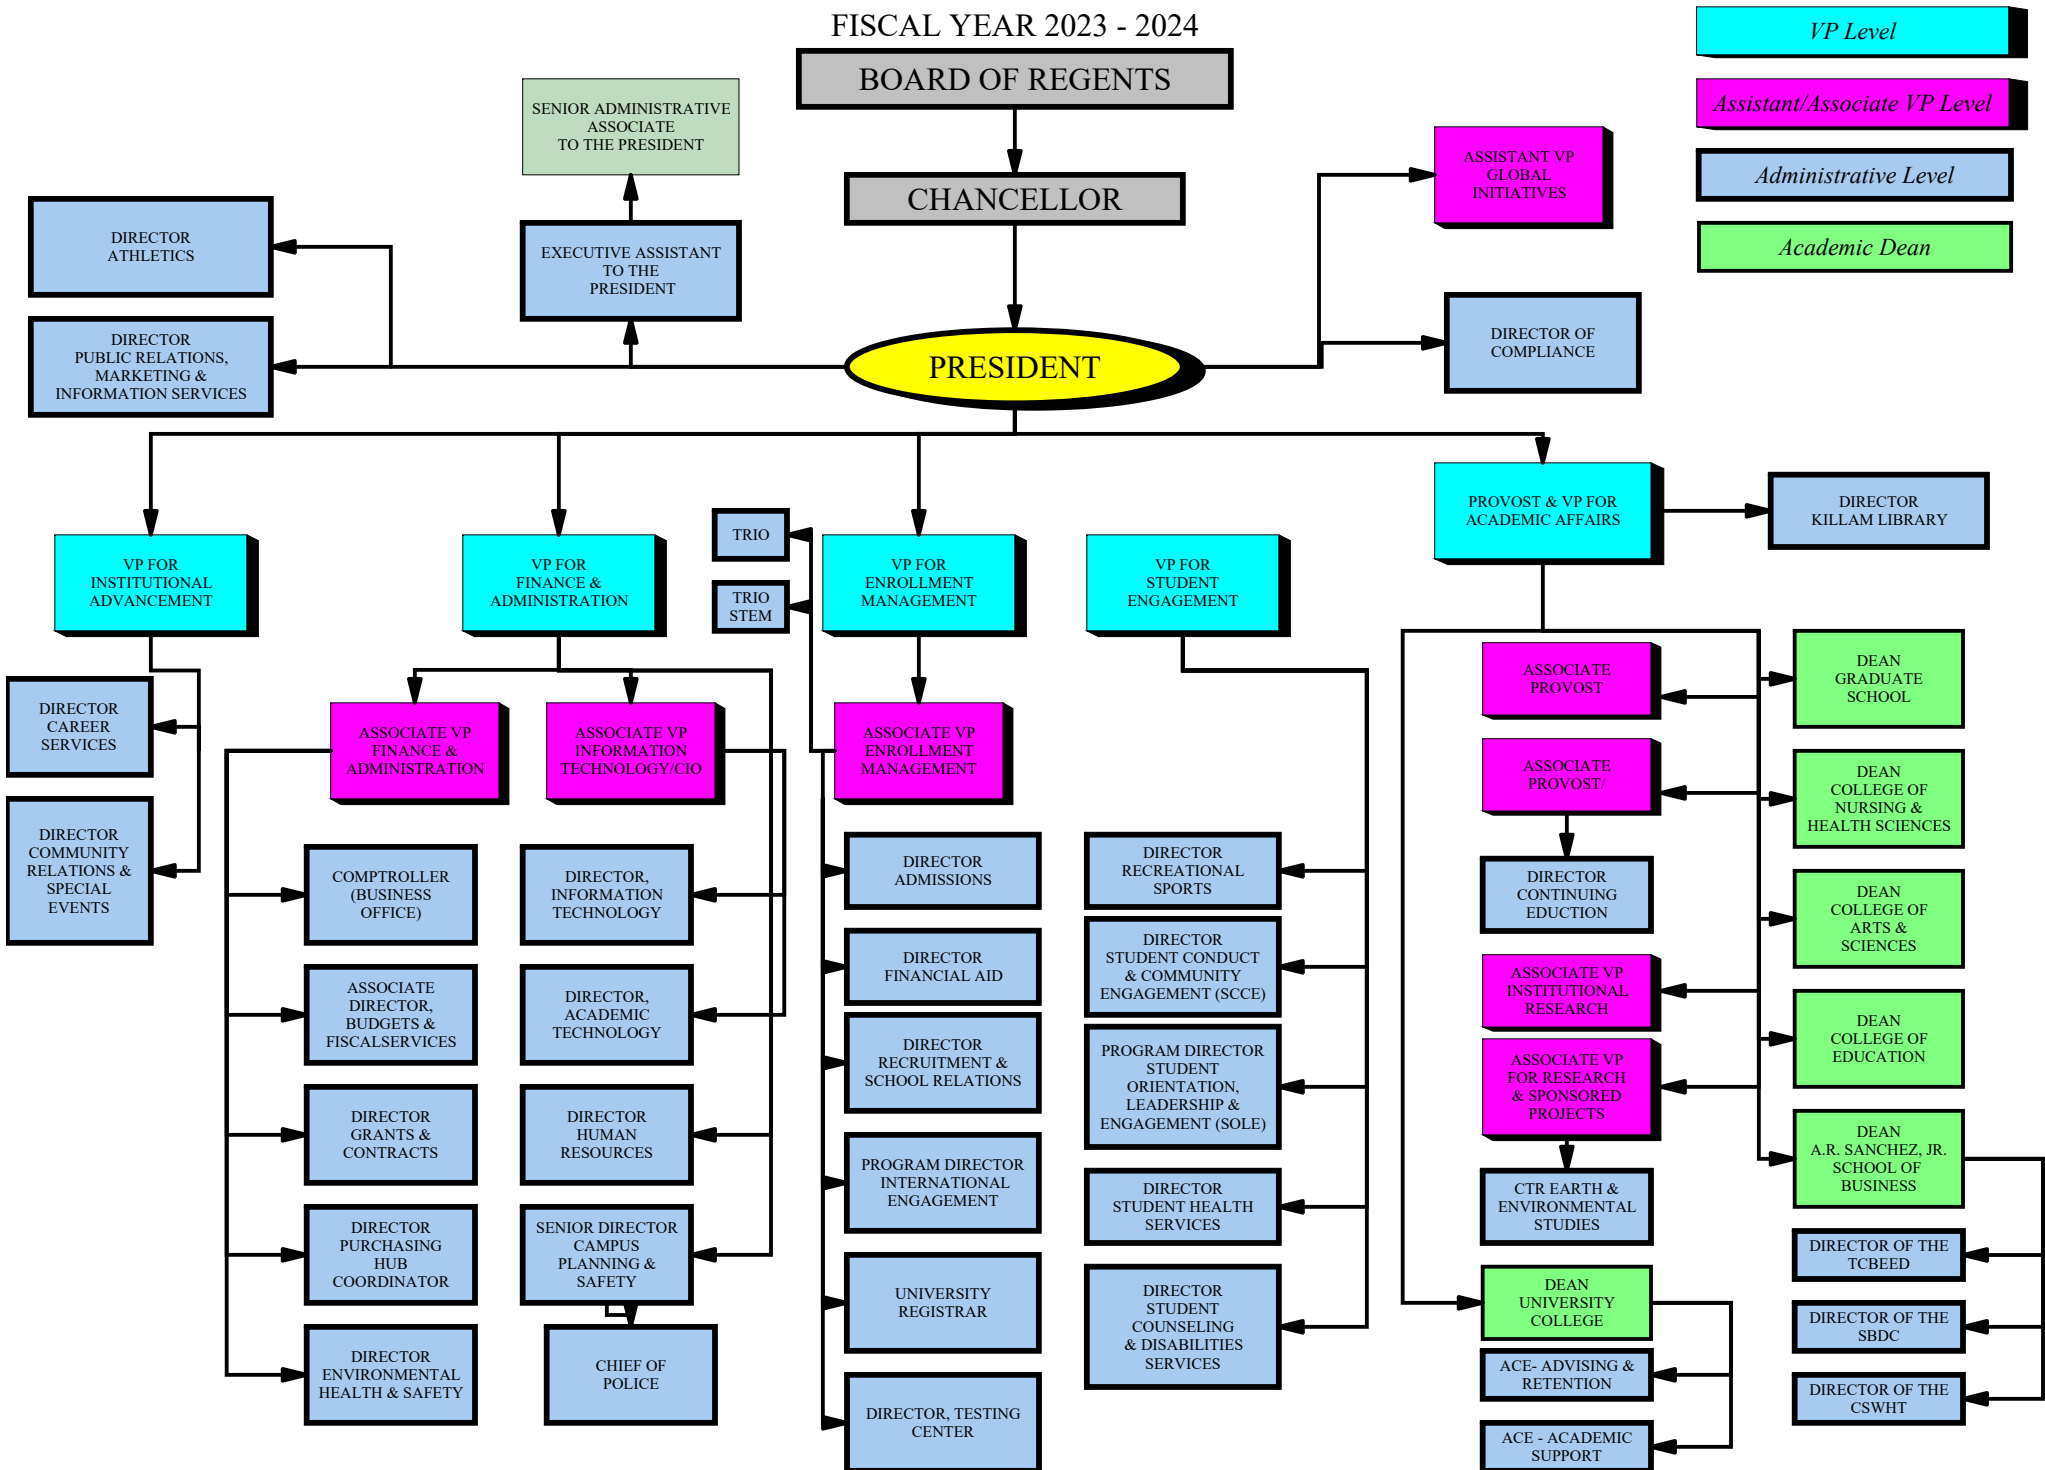 FISCAL YEAR 2023 - 2024
BOARD OF REGENTS
CHANCELLOR
PRESIDENT
VP Level
Assistant/Associate VP Level
Administrative Level
Academic Dean
SENIOR ADMINISTRATIVE
ASSOCIATE
TO THE PRESIDENT
EXECUTIVE ASSISTANT
TO THE
PRESIDENT
DIRECTOR
ATHLETICS
DIRECTOR
PUBLIC RELATIONS,
MARKETING &
INFORMATION SERVICES
ASSISTANT VP
GLOBAL
INITIATIVES
DIRECTOR OF
COMPLIANCE
VP FOR
INSTITUTIONAL
ADVANCEMENT
DIRECTOR
CAREER
SERVICES
DIRECTOR
COMMUNITY
RELATIONS &
SPECIAL
EVENTS
VP FOR
FINANCE &
ADMINISTRATION
ASSOCIATE VP
FINANCE &
ADMINISTRATION
COMPTROLLER
(BUSINESS
OFFICE)
ASSOCIATE
DIRECTOR,
BUDGETS &
FISCALSERVICES
DIRECTOR
GRANTS &
CONTRACTS
DIRECTOR
PURCHASING
HUB
COORDINATOR
DIRECTOR
ENVIRONMENTAL
HEALTH & SAFETY
ASSOCIATE VP
INFORMATION
TECHNOLOGY/CIO
DIRECTOR,
INFORMATION
TECHNOLOGY
DIRECTOR,
ACADEMIC
TECHNOLOGY
DIRECTOR
HUMAN
RESOURCES
SENIOR DIRECTOR
CAMPUS
PLANNING &
SAFETY
CHIEF OF
POLICE
TRIO
TRIO
STEM
VP FOR
ENROLLMENT
MANAGEMENT
ASSOCIATE VP
ENROLLMENT
MANAGEMENT
DIRECTOR
ADMISSIONS
DIRECTOR
FINANCIAL AID
DIRECTOR
RECRUITMENT &
SCHOOL RELATIONS
PROGRAM DIRECTOR
INTERNATIONAL
ENGAGEMENT
UNIVERSITY
REGISTRAR
DIRECTOR, TESTING
CENTER
VP FOR
STUDENT
ENGAGEMENT
DIRECTOR
RECREATIONAL
SPORTS
DIRECTOR
STUDENT CONDUCT
& COMMUNITY
ENGAGEMENT (SCCE)
PROGRAM DIRECTOR
STUDENT
ORIENTATION,
LEADERSHIP &
ENGAGEMENT (SOLE)
DIRECTOR
STUDENT HEALTH
SERVICES
DIRECTOR
STUDENT
COUNSELING
& DISABILITIES
SERVICES
PROVOST & VP FOR
ACADEMIC AFFAIRS
DIRECTOR
KILLAM LIBRARY
ASSOCIATE
PROVOST
ASSOCIATE
PROVOST/
DIRECTOR
CONTINUING
EDUCTION
ASSOCIATE VP
INSTITUTIONAL
RESEARCH
ASSOCIATE VP
FOR RESEARCH
& SPONSORED
PROJECTS
CTR EARTH &
ENVIRONMENTAL
STUDIES
DEAN
UNIVERSITY
COLLEGE
ACE- ADVISING &
RETENTION
ACE - ACADEMIC
SUPPORT
DEAN
GRADUATE
SCHOOL
DEAN
COLLEGE OF
NURSING &
HEALTH SCIENCES
DEAN
COLLEGE OF
ARTS &
SCIENCES
DEAN
COLLEGE OF
EDUCATION
DEAN
A.R. SANCHEZ, JR.
SCHOOL OF
BUSINESS
DIRECTOR OF THE
TCBEED
DIRECTOR OF THE
SBDC
DIRECTOR OF THE
CSWHT